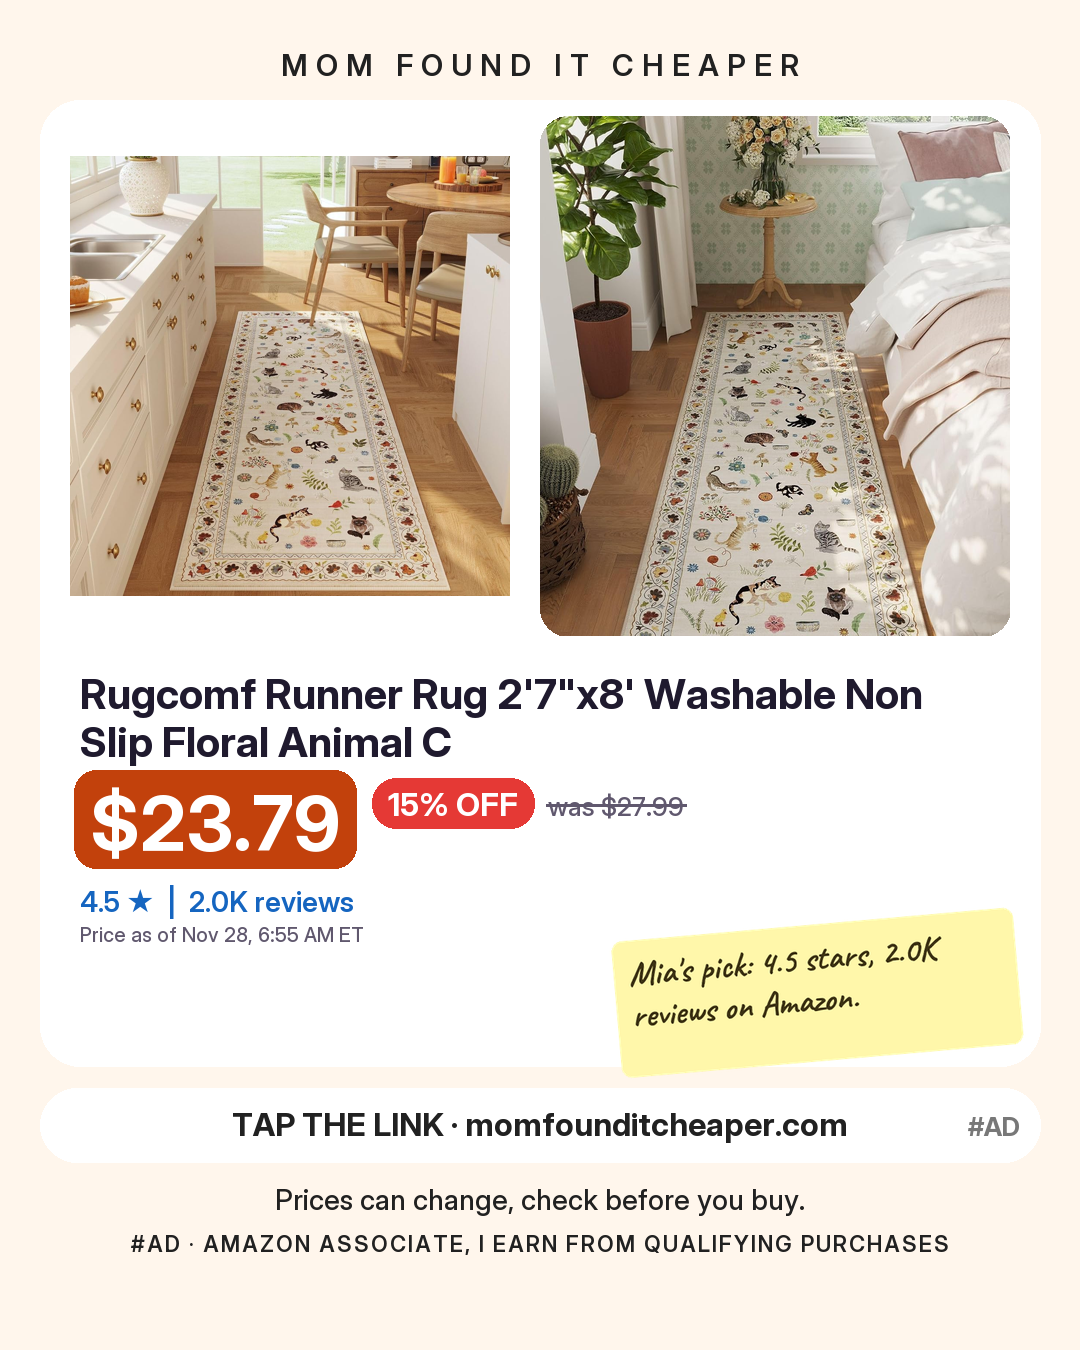 MOM FOUND IT CHEAPER
Rugcomf Runner Rug 2'7"x8' Washable Non
Slip Floral Animal C
$23.79
15% OFF
was $27.99
4.5 ★ | 2.0K reviews
Price as of Nov 28, 6:55 AM ET
Mia's pick: 4.5 stars, 2.0K
reviews on Amazon.
TAP THE LINK · momfounditcheaper.com
#AD
Prices can change, check before you buy.
#AD · AMAZON ASSOCIATE, I EARN FROM QUALIFYING PURCHASES